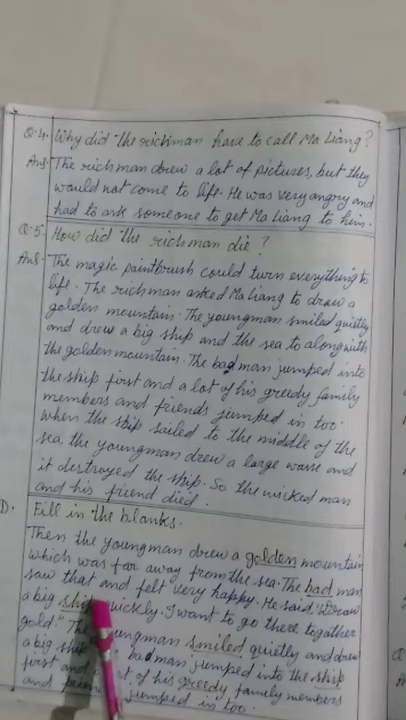 Q.4. Why did the richman have to call Ma Liang?
Ans. The rich man drew a lot of pictures, but they
would not come to life. He was very angry and
had to ask someone to get Ma Liang to him.
Q.5. How did the rich man die?
Ans. The magic paintbrush could turn everything to
life. The rich man asked Ma Liang to draw a
golden mountain. The youngman smiled quietly
and drew a big ship and the sea to along with
the golden mountain. The bad man jumped into
the ship first and a lot of his greedy family
members and friends jumped in too.
When the ship sailed to the middle of the
sea, the youngman drew a large wave and
it destroyed the ship. So the wicked man
and his friend died.
D. Fill in the blanks.
Then the youngman drew a golden mountain
which was far away from the sea. The bad man
saw that and felt very happy. He said, "Draw
a big ship quickly. I want to go there together
gold." The youngman smiled quietly and drew
a big ship bad man jumped into the ship
first and of his greedy family members
and jumped in too.